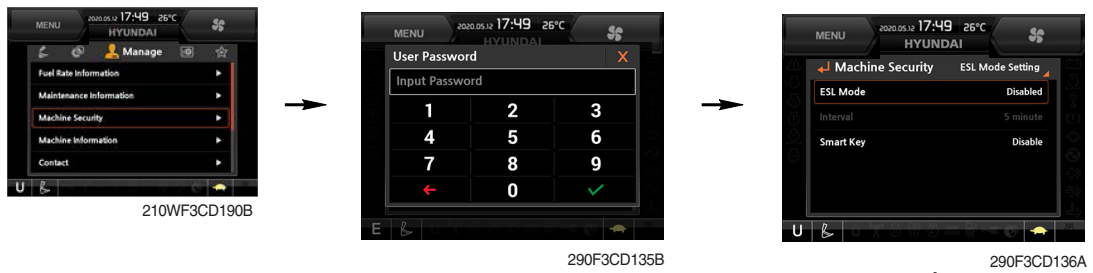 MENU
2020.05.12 17:49 26°C
HYUNDAI
Manage
Fuel Rate Information
Maintenance Information
Machine Security
Machine Information
Contact
U
210WF3CD190B
MENU
2020.05.12 17:49 26°C
HYUNDAI
User Password X
Input Password
1 2 3
4 5 6
7 8 9
0
E
290F3CD135B
MENU
2020.05.12 17:49 26°C
HYUNDAI
Machine Security ESL Mode Setting
ESL Mode Disabled
Interval 5 minute
Smart Key Disable
U
290F3CD136A